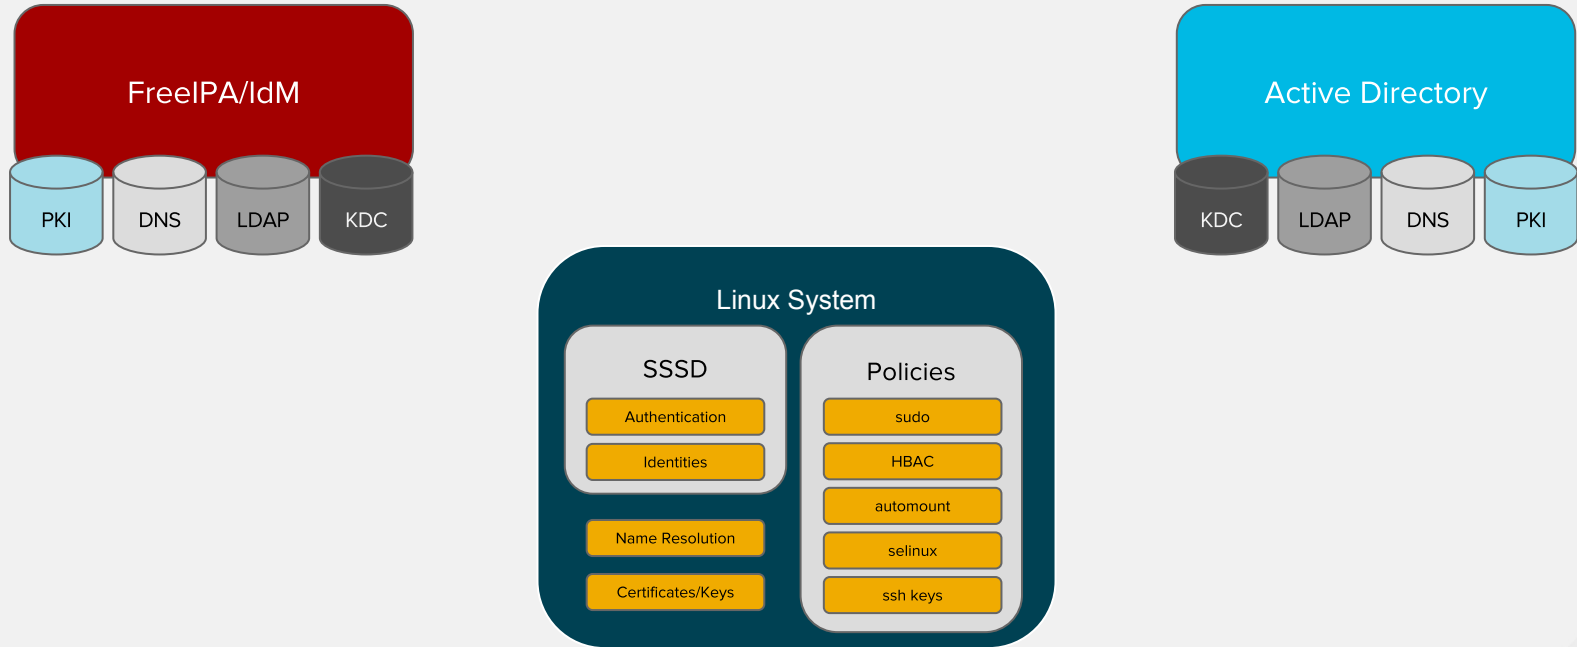 FreeIPA/IdM
PKI
DNS
LDAP
KDC
Active Directory
KDC
LDAP
DNS
PKI
Linux System
SSSD
Authentication
Identities
Name Resolution
Certificates/Keys
Policies
sudo
HBAC
automount
selinux
ssh keys